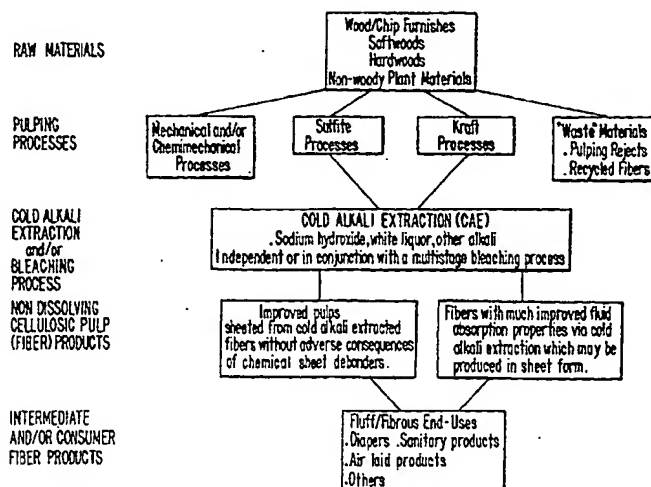 Wood/Chip Furnishes
Softwoods
Hardwoods
Non-woody Plant Materials
RAW MATERIALS
PULPING
PROCESSES
Mechanical and/or
Chemimechanical
Processes
Sulfite
Processes
Kraft
Processes
"Waste" Materials
.Pulping Rejects
.Recycled Fibers
COLD ALKALI
EXTRACTION
and/or
BLEACHING
PROCESS
COLD ALKALI EXTRACTION (CAE)
.Sodium hydroxide, white liquor, other alkali
Independent or in conjunction with a multistage bleaching process
NON DISSOLVING
CELLULOSIC PULP
(FIBER) PRODUCTS
Improved pulps
sheeted from cold alkali extracted
fibers without adverse consequences
of chemical sheet debonders.
Fibers with much improved fluid
absorption properties via cold
alkali extraction which may be
produced in sheet form.
INTERMEDIATE
AND/OR CONSUMER
FIBER PRODUCTS
Fluff/Fibrous End-Uses
.Diapers .Sanitary products
.Air laid products
.Others